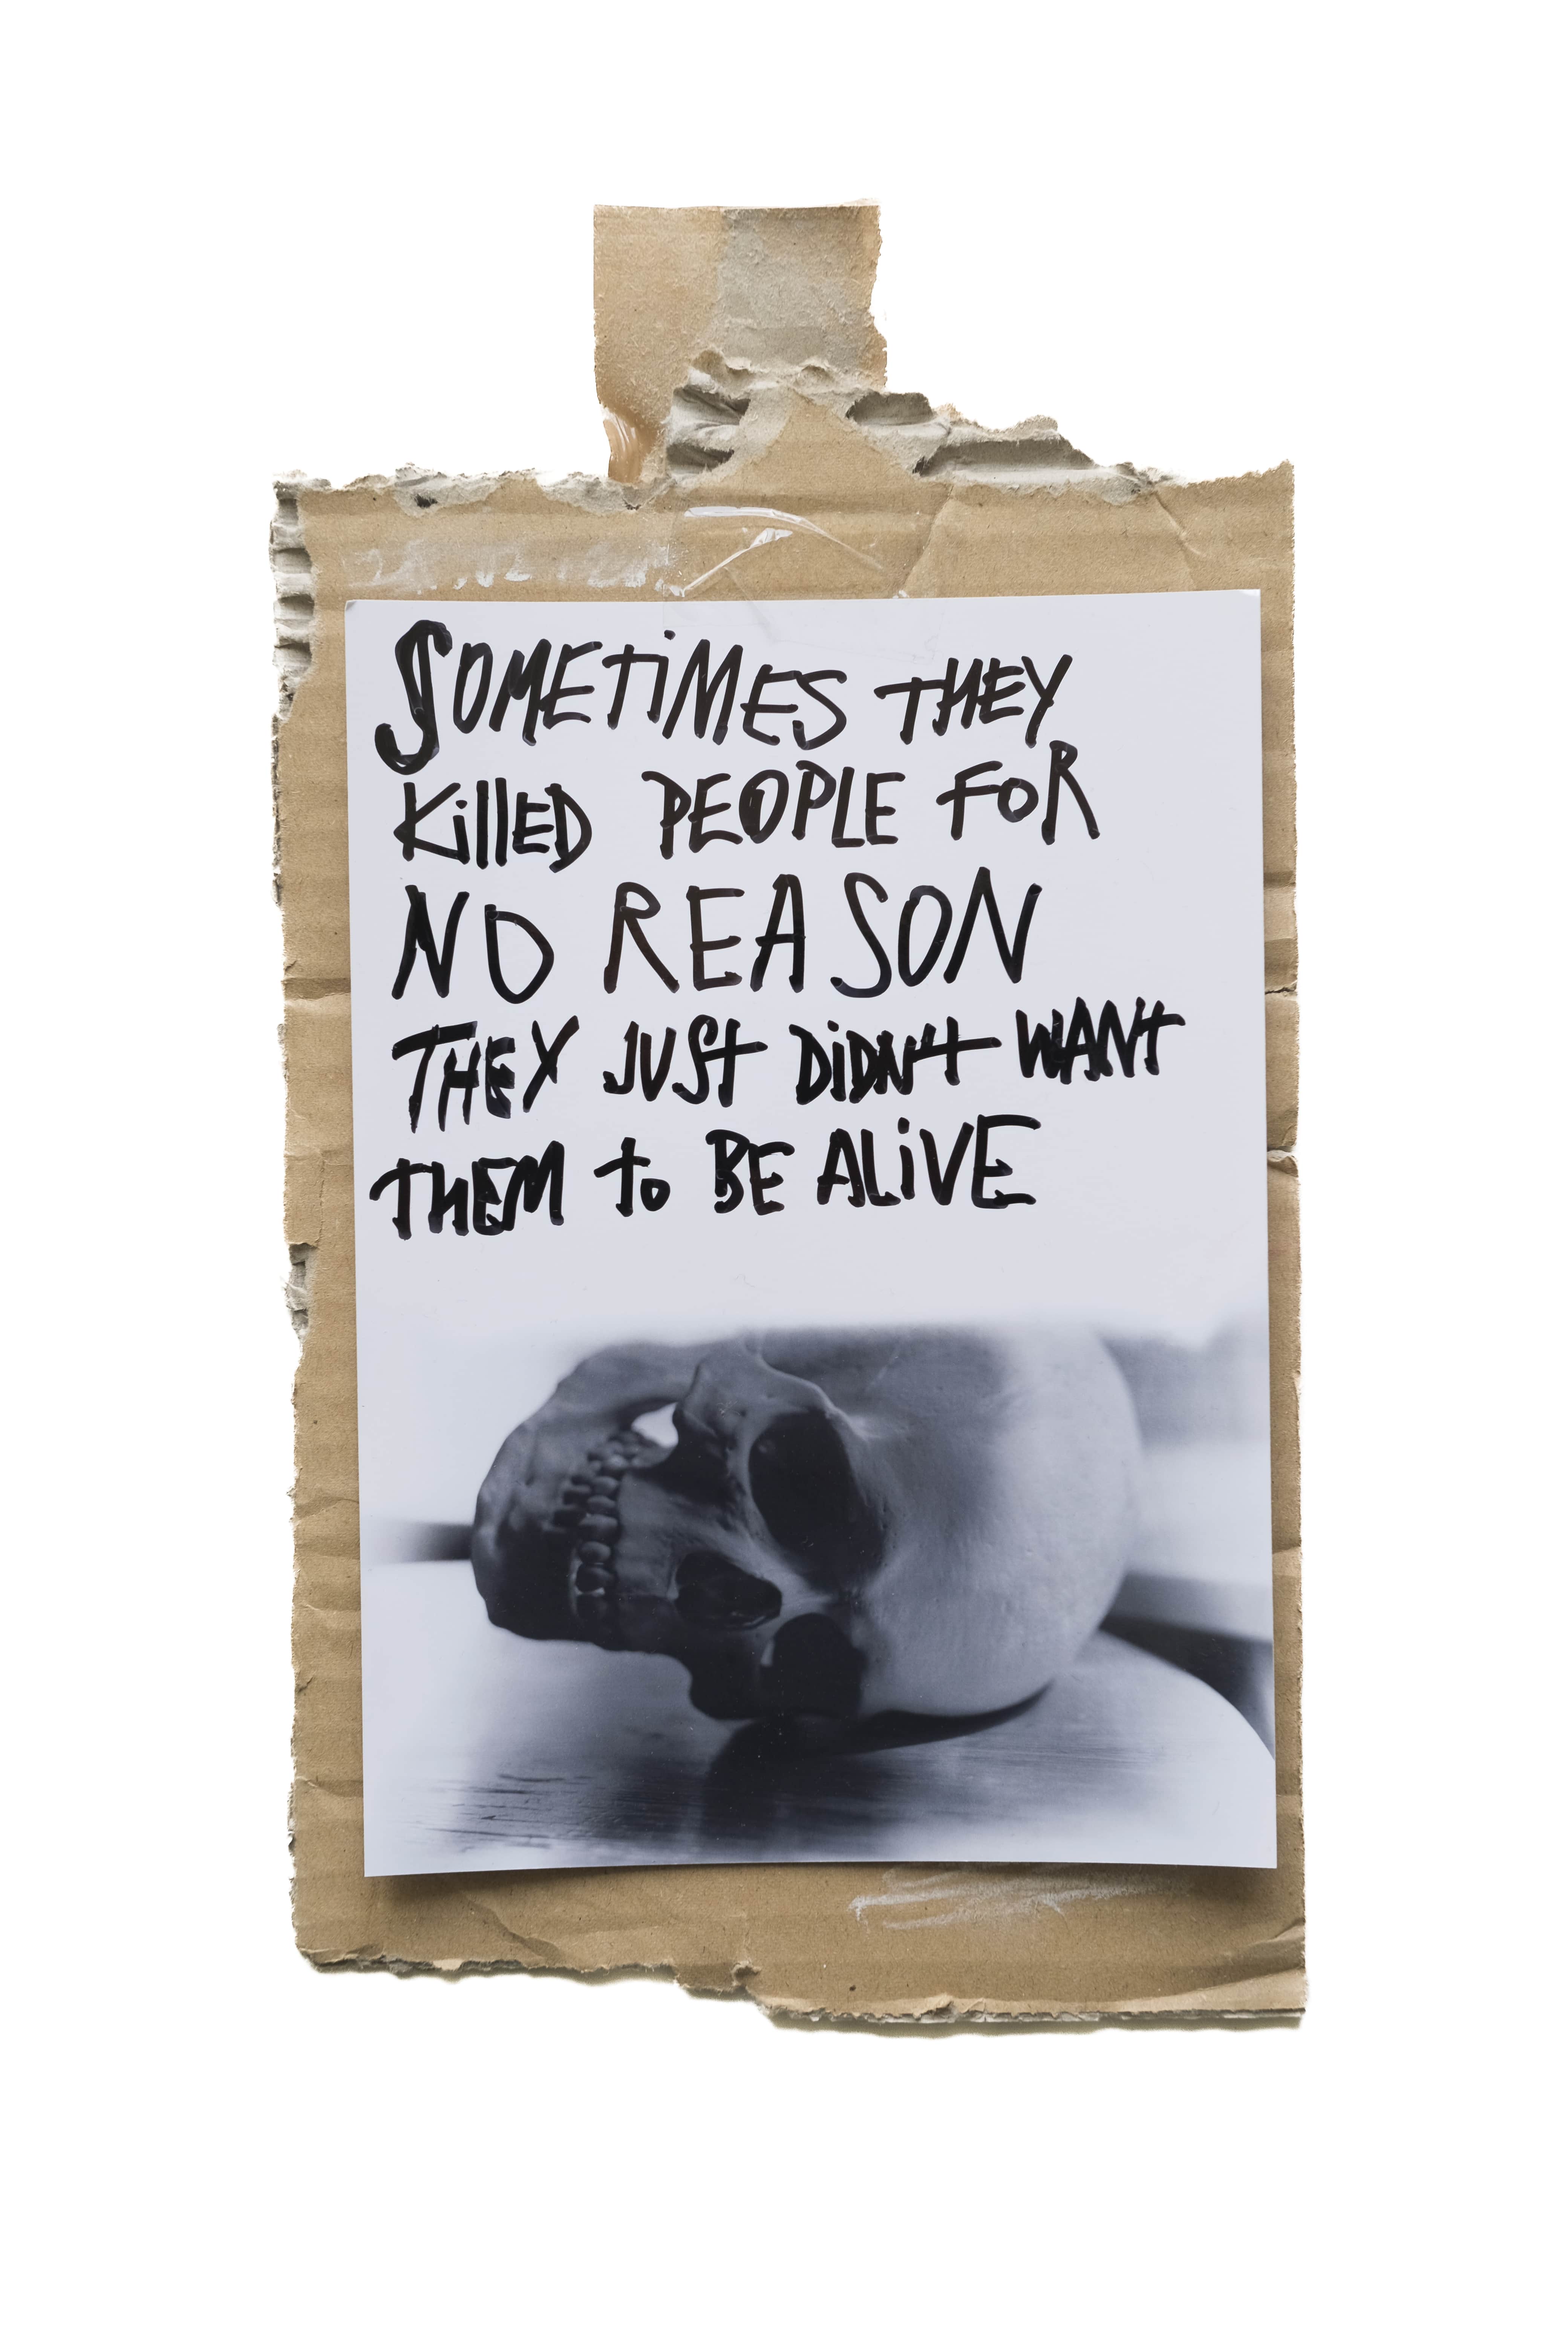 SOMETiMES THEY
KillED PEOPLE FOR
NO REASON
THEY JUST DiDN't WANT
THEM to BE ALiVE